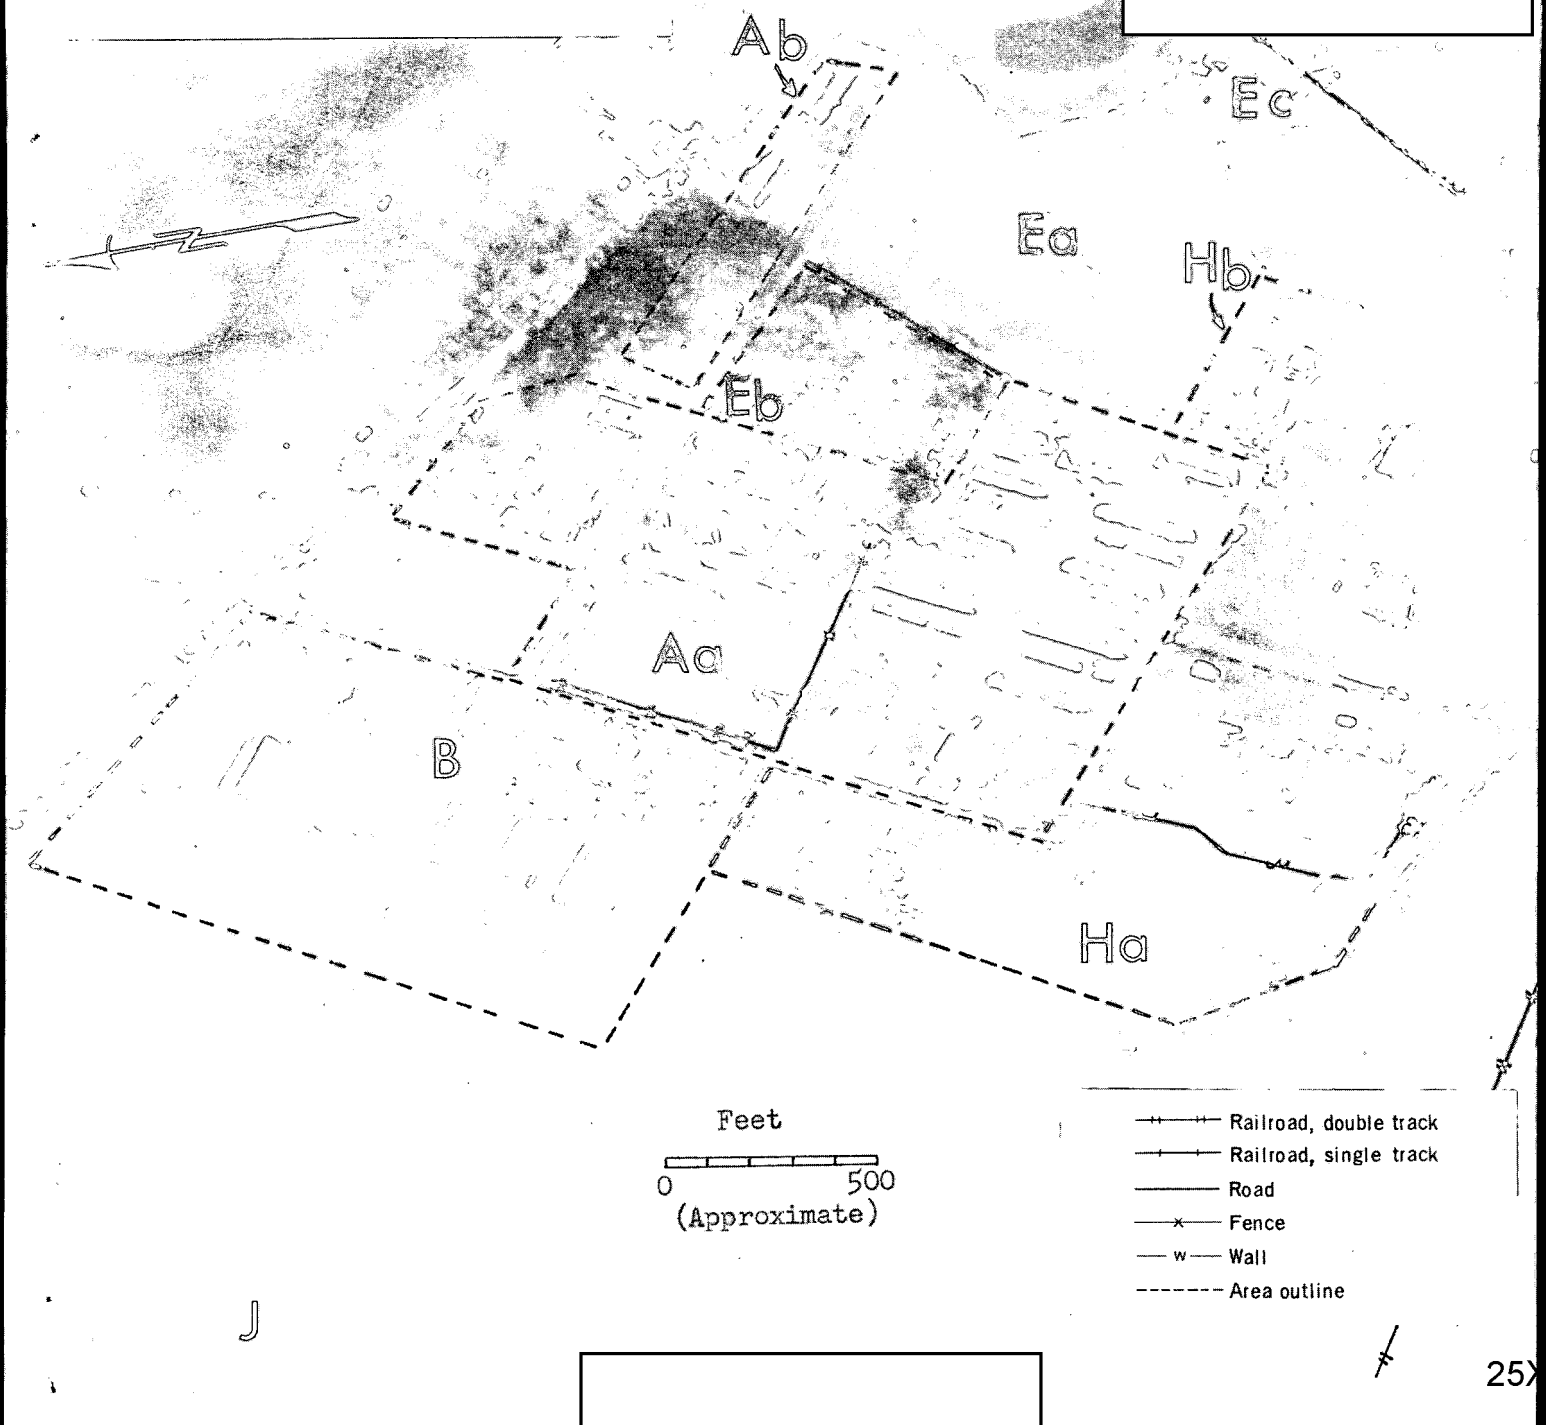 Ab
Ec
Ea
Hb
Eb
Aa
B
Ha
Feet
0 500
(Approximate)
Railroad, double track
Railroad, single track
Road
Fence
w Wall
Area outline
J